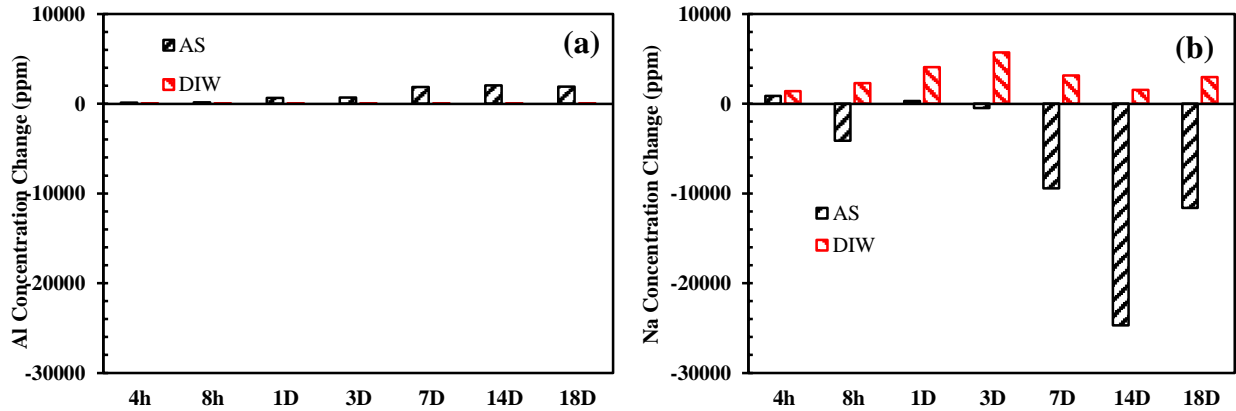 (a)
AS
DIW
Al Concentration Change (ppm)
10000
0
-10000
-20000
-30000
4h 8h 1D 3D 7D 14D 18D
(b)
AS
DIW
Na Concentration Change (ppm)
10000
0
-10000
-20000
-30000
4h 8h 1D 3D 7D 14D 18D